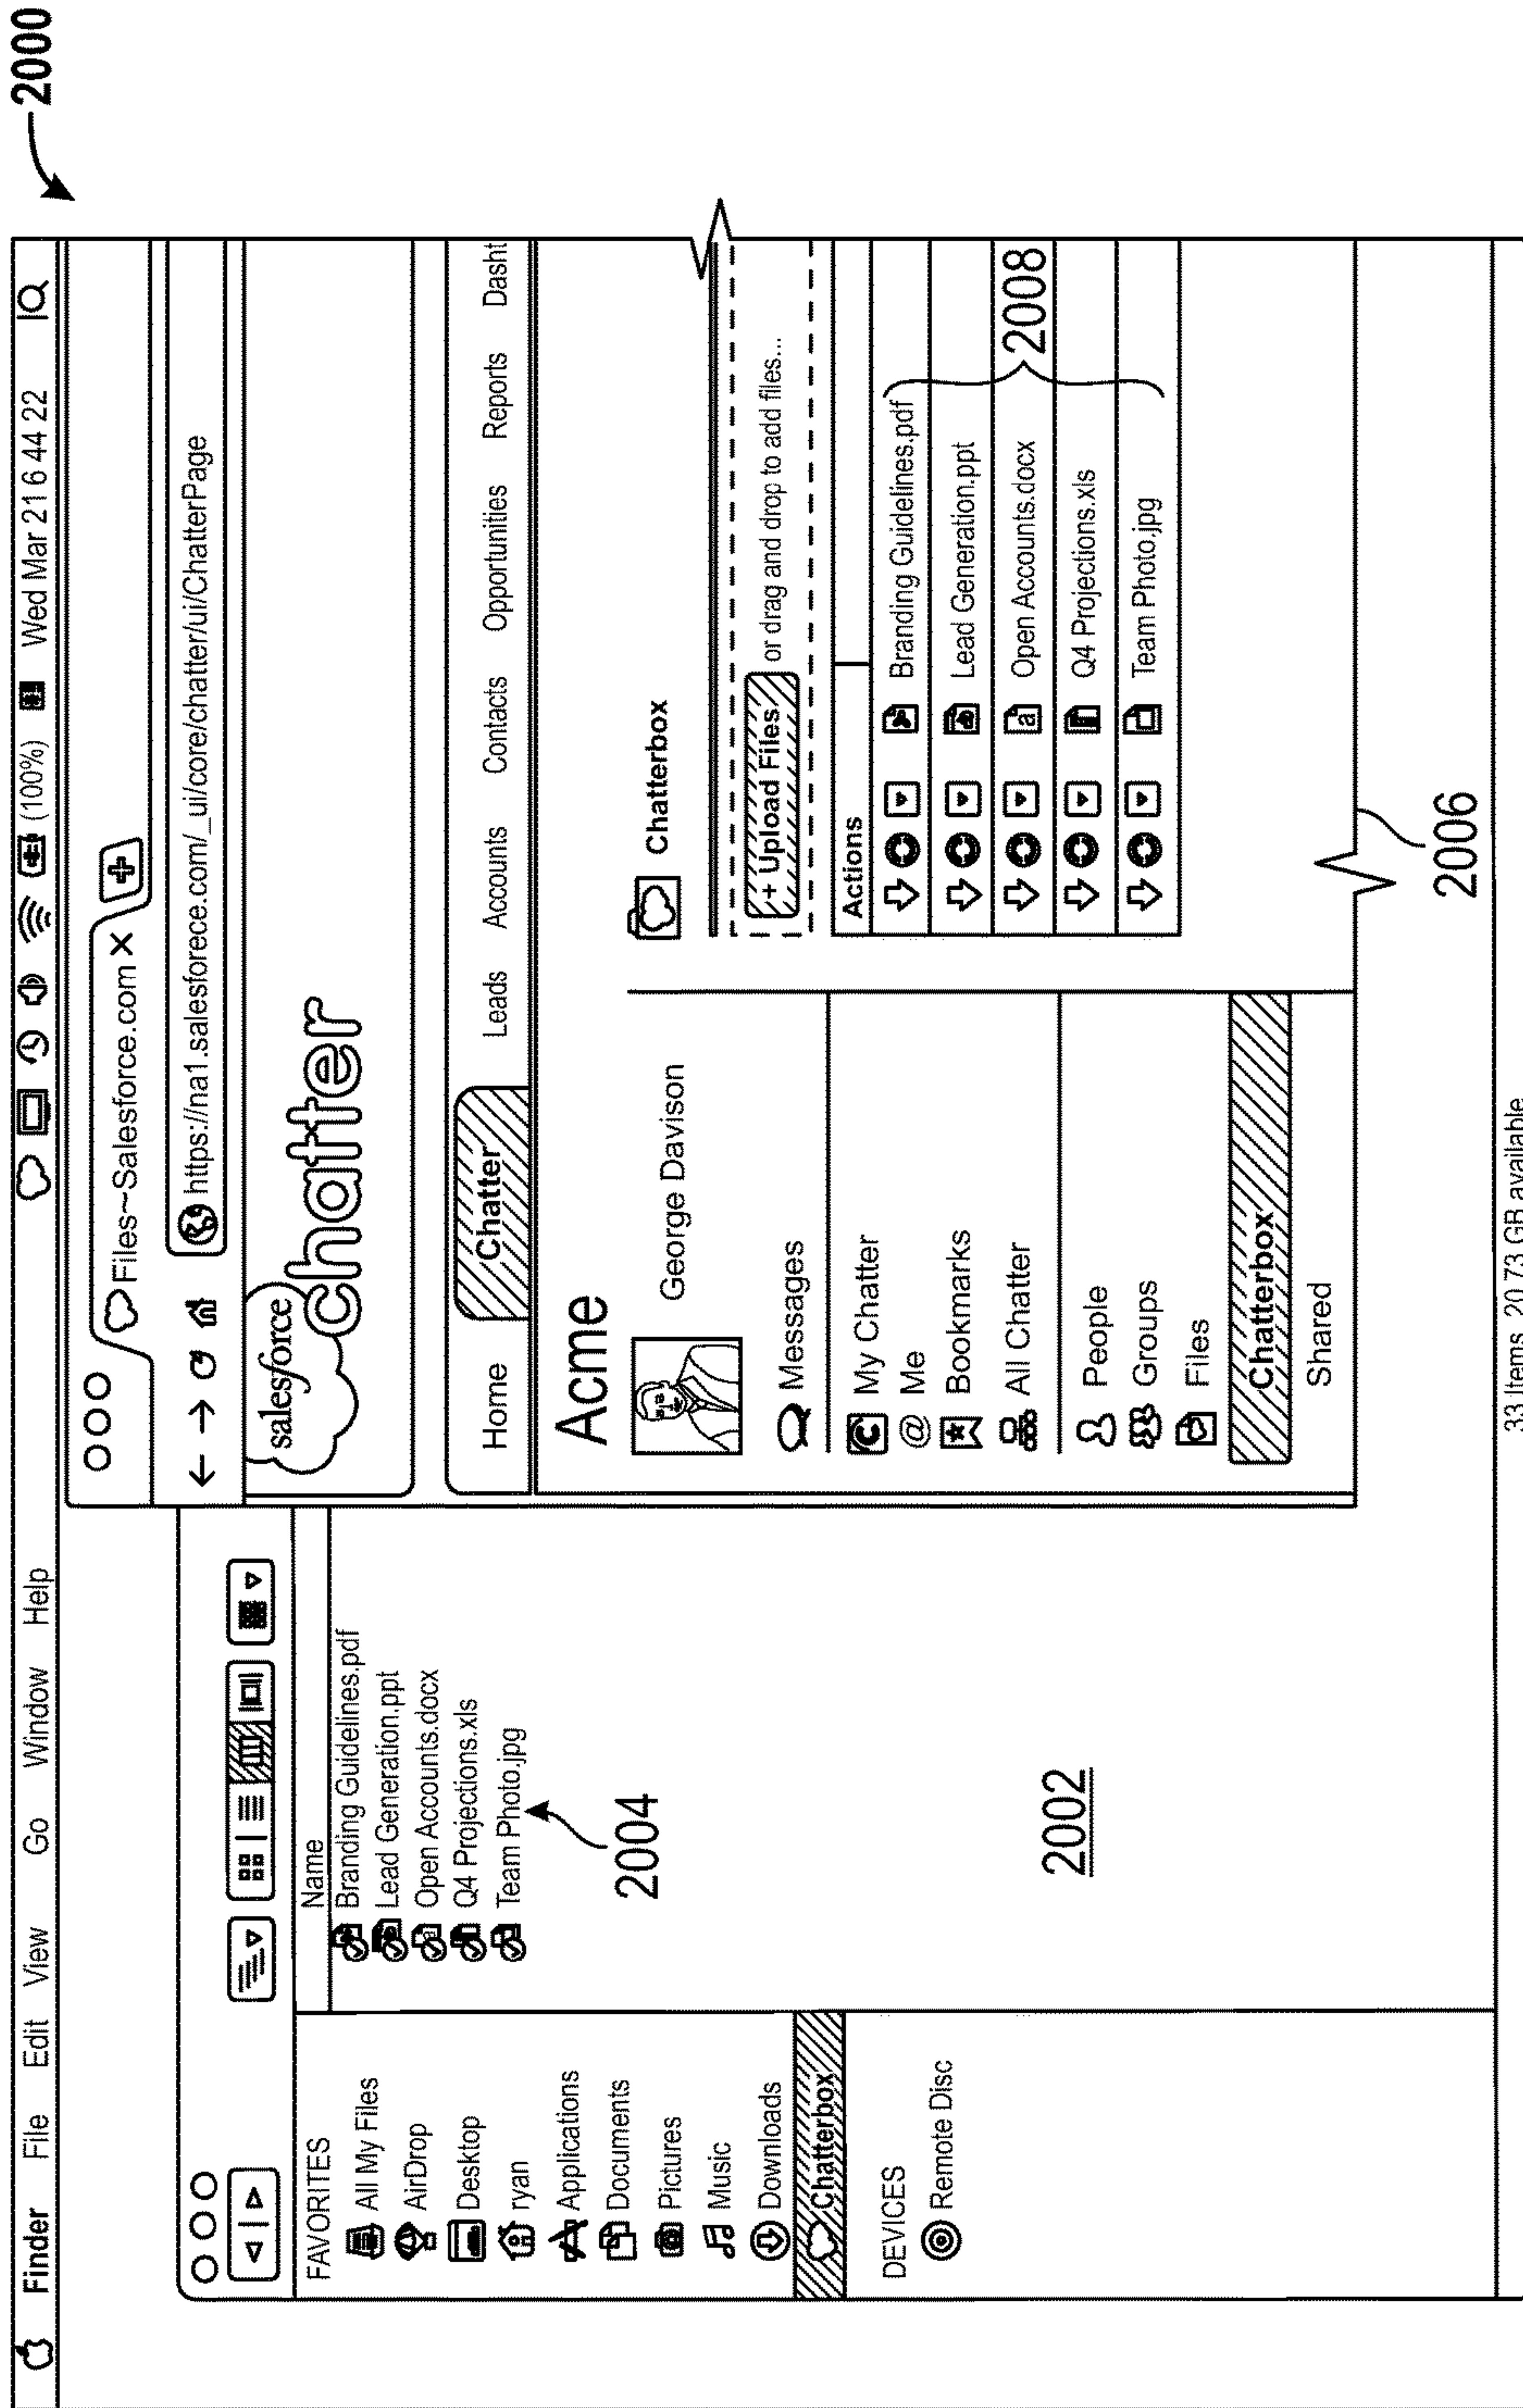 2000
Finder File Edit View Go Window Help (100%) Wed Mar 21 6 44 22
Files~Salesforce.com X
https://na1.salesforece.com/_ui/core/chatter/ui/ChatterPage
salesforce
chatter
Home Chatter Leads Accounts Contacts Opportunities Reports Dasht
Acme
George Davison
Messages
My Chatter
@ Me
Bookmarks
All Chatter
People
Groups
Files
Chatterbox
Shared
Chatterbox
+ Upload Files or drag and drop to add files...
Actions
Branding Guidelines.pdf
Lead Generation.ppt
Open Accounts.docx
Q4 Projections.xls
Team Photo.jpg
2008
2006
FAVORITES
All My Files
AirDrop
Desktop
ryan
Applications
Documents
Pictures
Music
Downloads
Chatterbox
DEVICES
Remote Disc
Name
Branding Guidelines.pdf
Lead Generation.ppt
Open Accounts.docx
Q4 Projections.xls
Team Photo.jpg
2004
2002
33 Items, 20 73 GB available